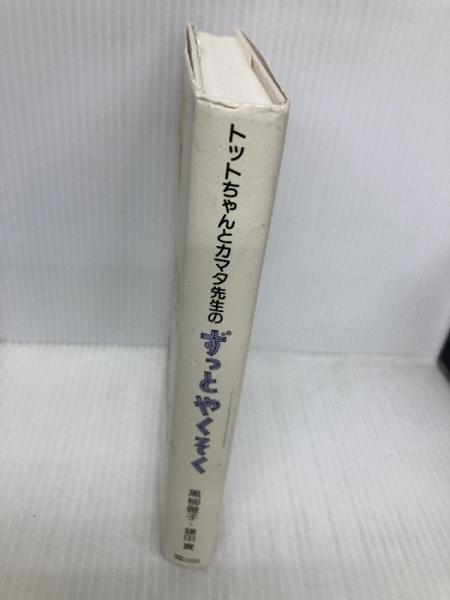 トットちゃんとカマタ先生の
ずっとやくそく
黒柳徹子・鎌田實